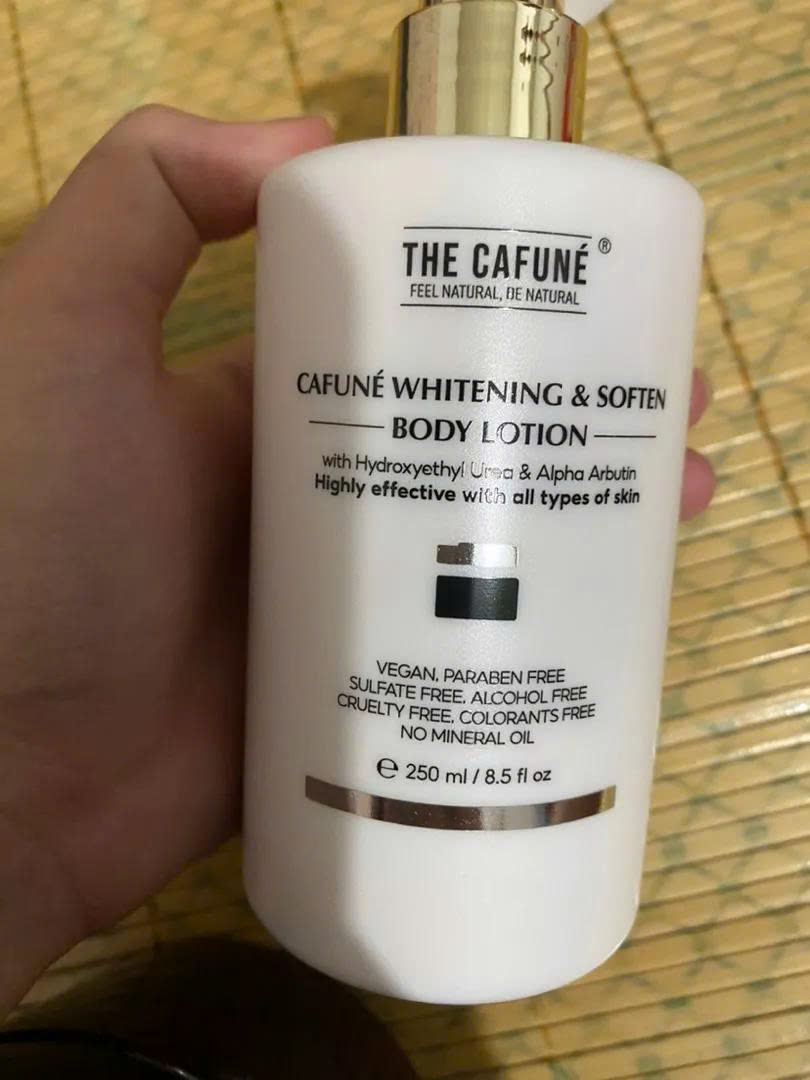 THE CAFUNÉ ®
FEEL NATURAL, BE NATURAL
CAFUNÉ WHITENING & SOFTEN
BODY LOTION
with Hydroxyethyl Urea & Alpha Arbutin
Highly effective with all types of skin
VEGAN, PARABEN FREE
SULFATE FREE, ALCOHOL FREE
CRUELTY FREE, COLORANTS FREE
NO MINERAL OIL
℮ 250 ml / 8.5 fl oz